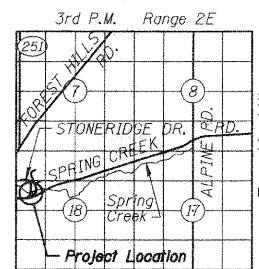 3rd P.M. Range 2E
251
FOREST HILLS RD.
7
8
STONERIDGE DR.
SPRING CREEK RD.
ALPINE RD.
Spring Creek
18
17
Project Location